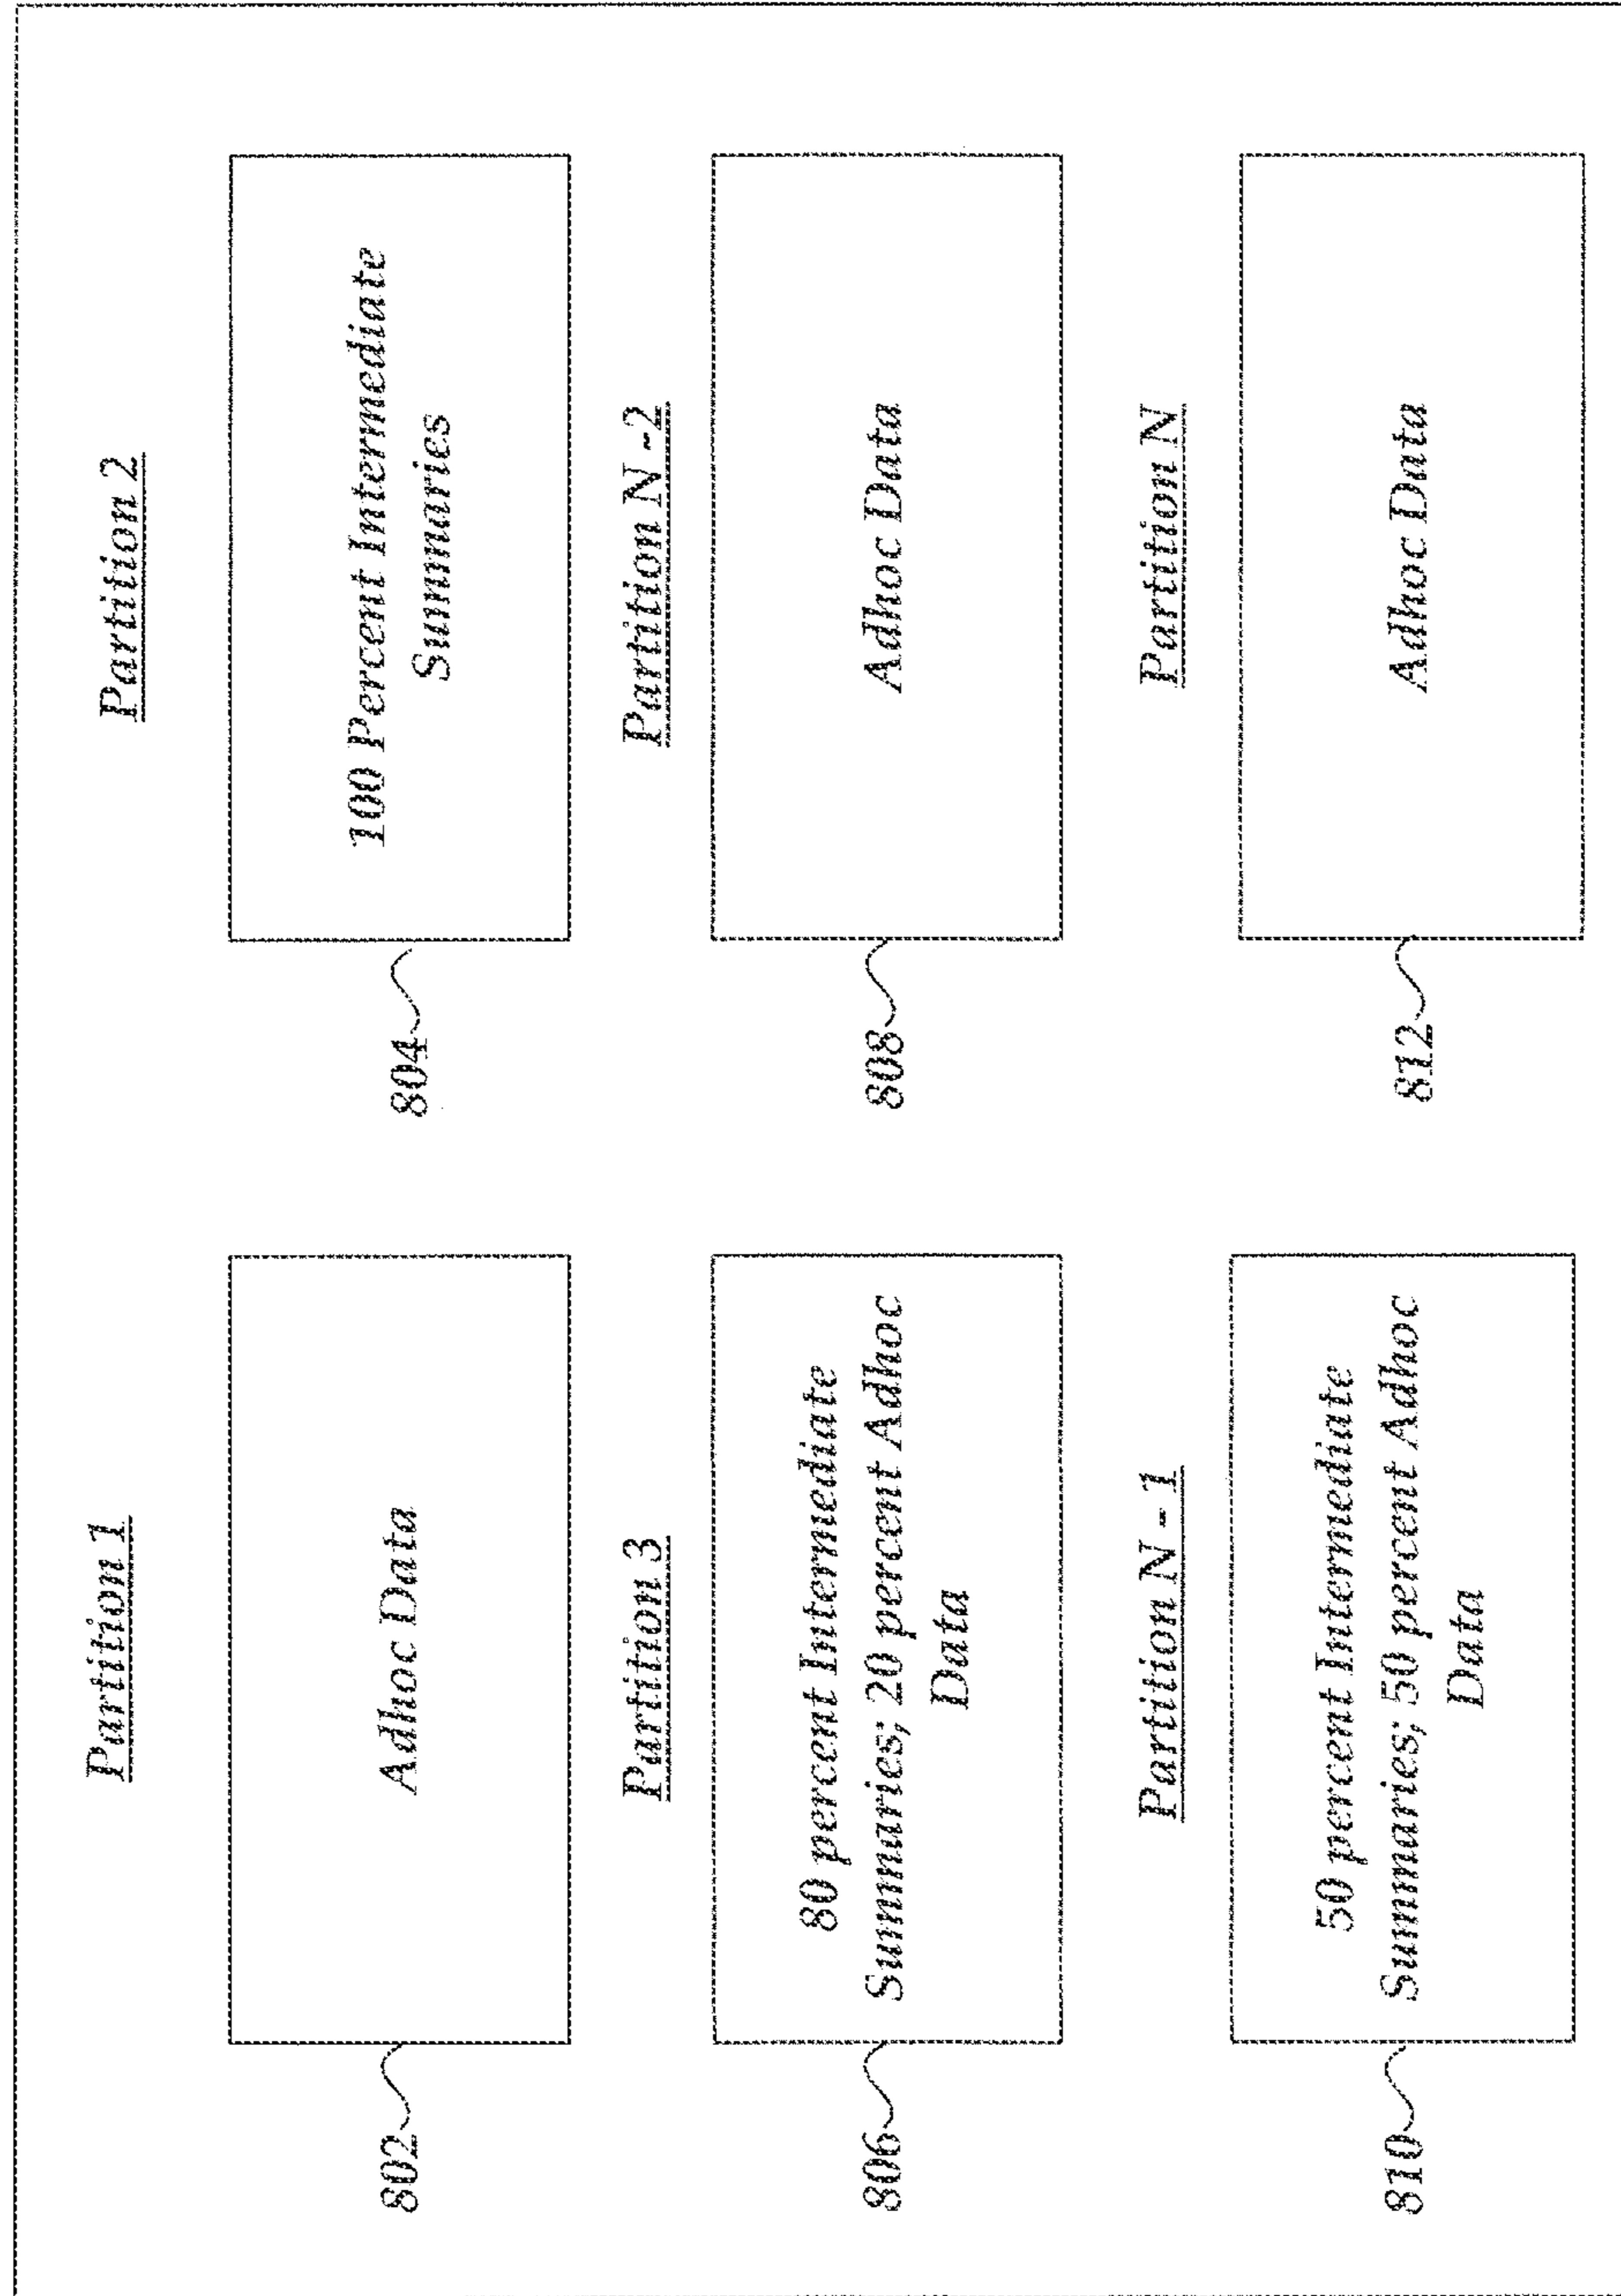 Partition 1
802
Adhoc Data
Partition 2
804
100 Percent Intermediate
Summaries
Partition 3
806
80 percent Intermediate
Summaries; 20 percent Adhoc
Data
Partition N -2
808
Adhoc Data
Partition N - 1
810
50 percent Intermediate
Summaries; 50 percent Adhoc
Data
Partition N
812
Adhoc Data